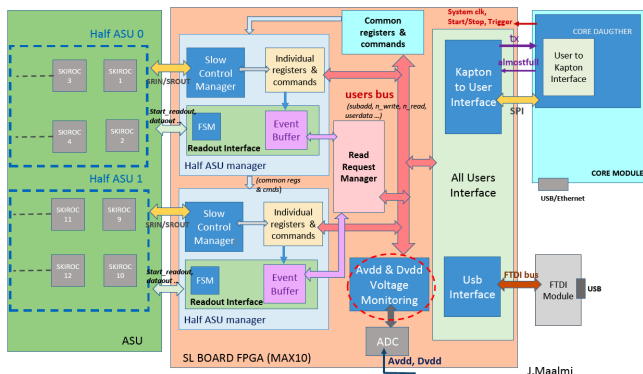 Half ASU 0
SKIROC
3
SKIROC
1
SKIROC
4
SKIROC
2
Half ASU 1
SKIROC
11
SKIROC
9
SKIROC
12
SKIROC
10
ASU
SRIN/SROUT
Start_readout,
dataout ..
SRIN/SROUT
Start_readout,
dataout ..
Slow
Control
Manager
Individual
registers &
commands
FSM
Event
Buffer
Readout Interface
Half ASU manager
(common regs
& cmds)
Slow
Control
Manager
Individual
registers &
commands
FSM
Event
Buffer
Readout Interface
Half ASU manager
SL BOARD FPGA (MAX10)
Common
registers &
commands
users bus
(subadd, n_write, n_read,
userdata ...)
Read
Request
Manager
Avdd & Dvdd
Voltage
Monitoring
ADC
Avdd, Dvdd
Kapton
to User
Interface
All Users
Interface
Usb
Interface
System clk,
Start/Stop, Trigger
tx
almostfull
SPI
CORE DAUGTHER
User to
Kapton
Interface
CORE MODULE
USB/Ethernet
FTDI bus
FTDI
Module
USB
J.Maalmi